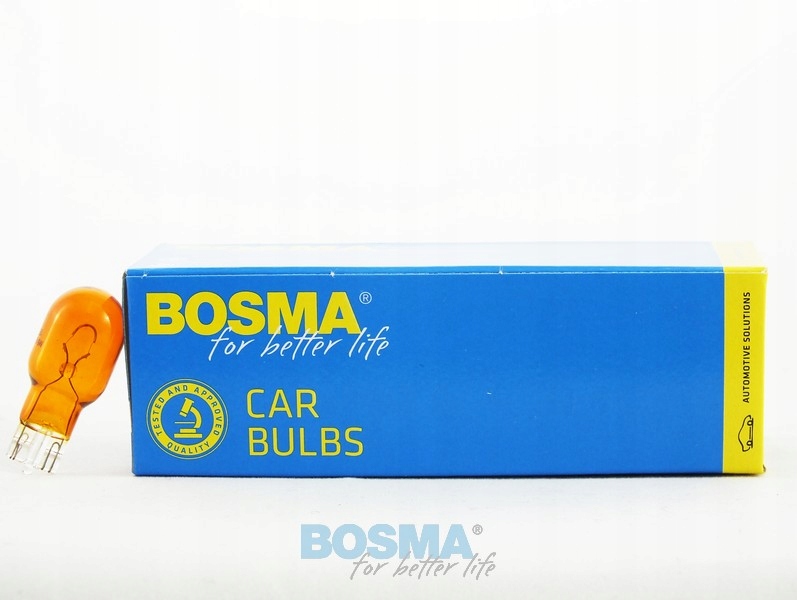 BOSMA®
for better life
TESTED AND APPROVED
QUALITY
CAR
BULBS
AUTOMOTIVE SOLUTIONS
BOSMA®
for better life